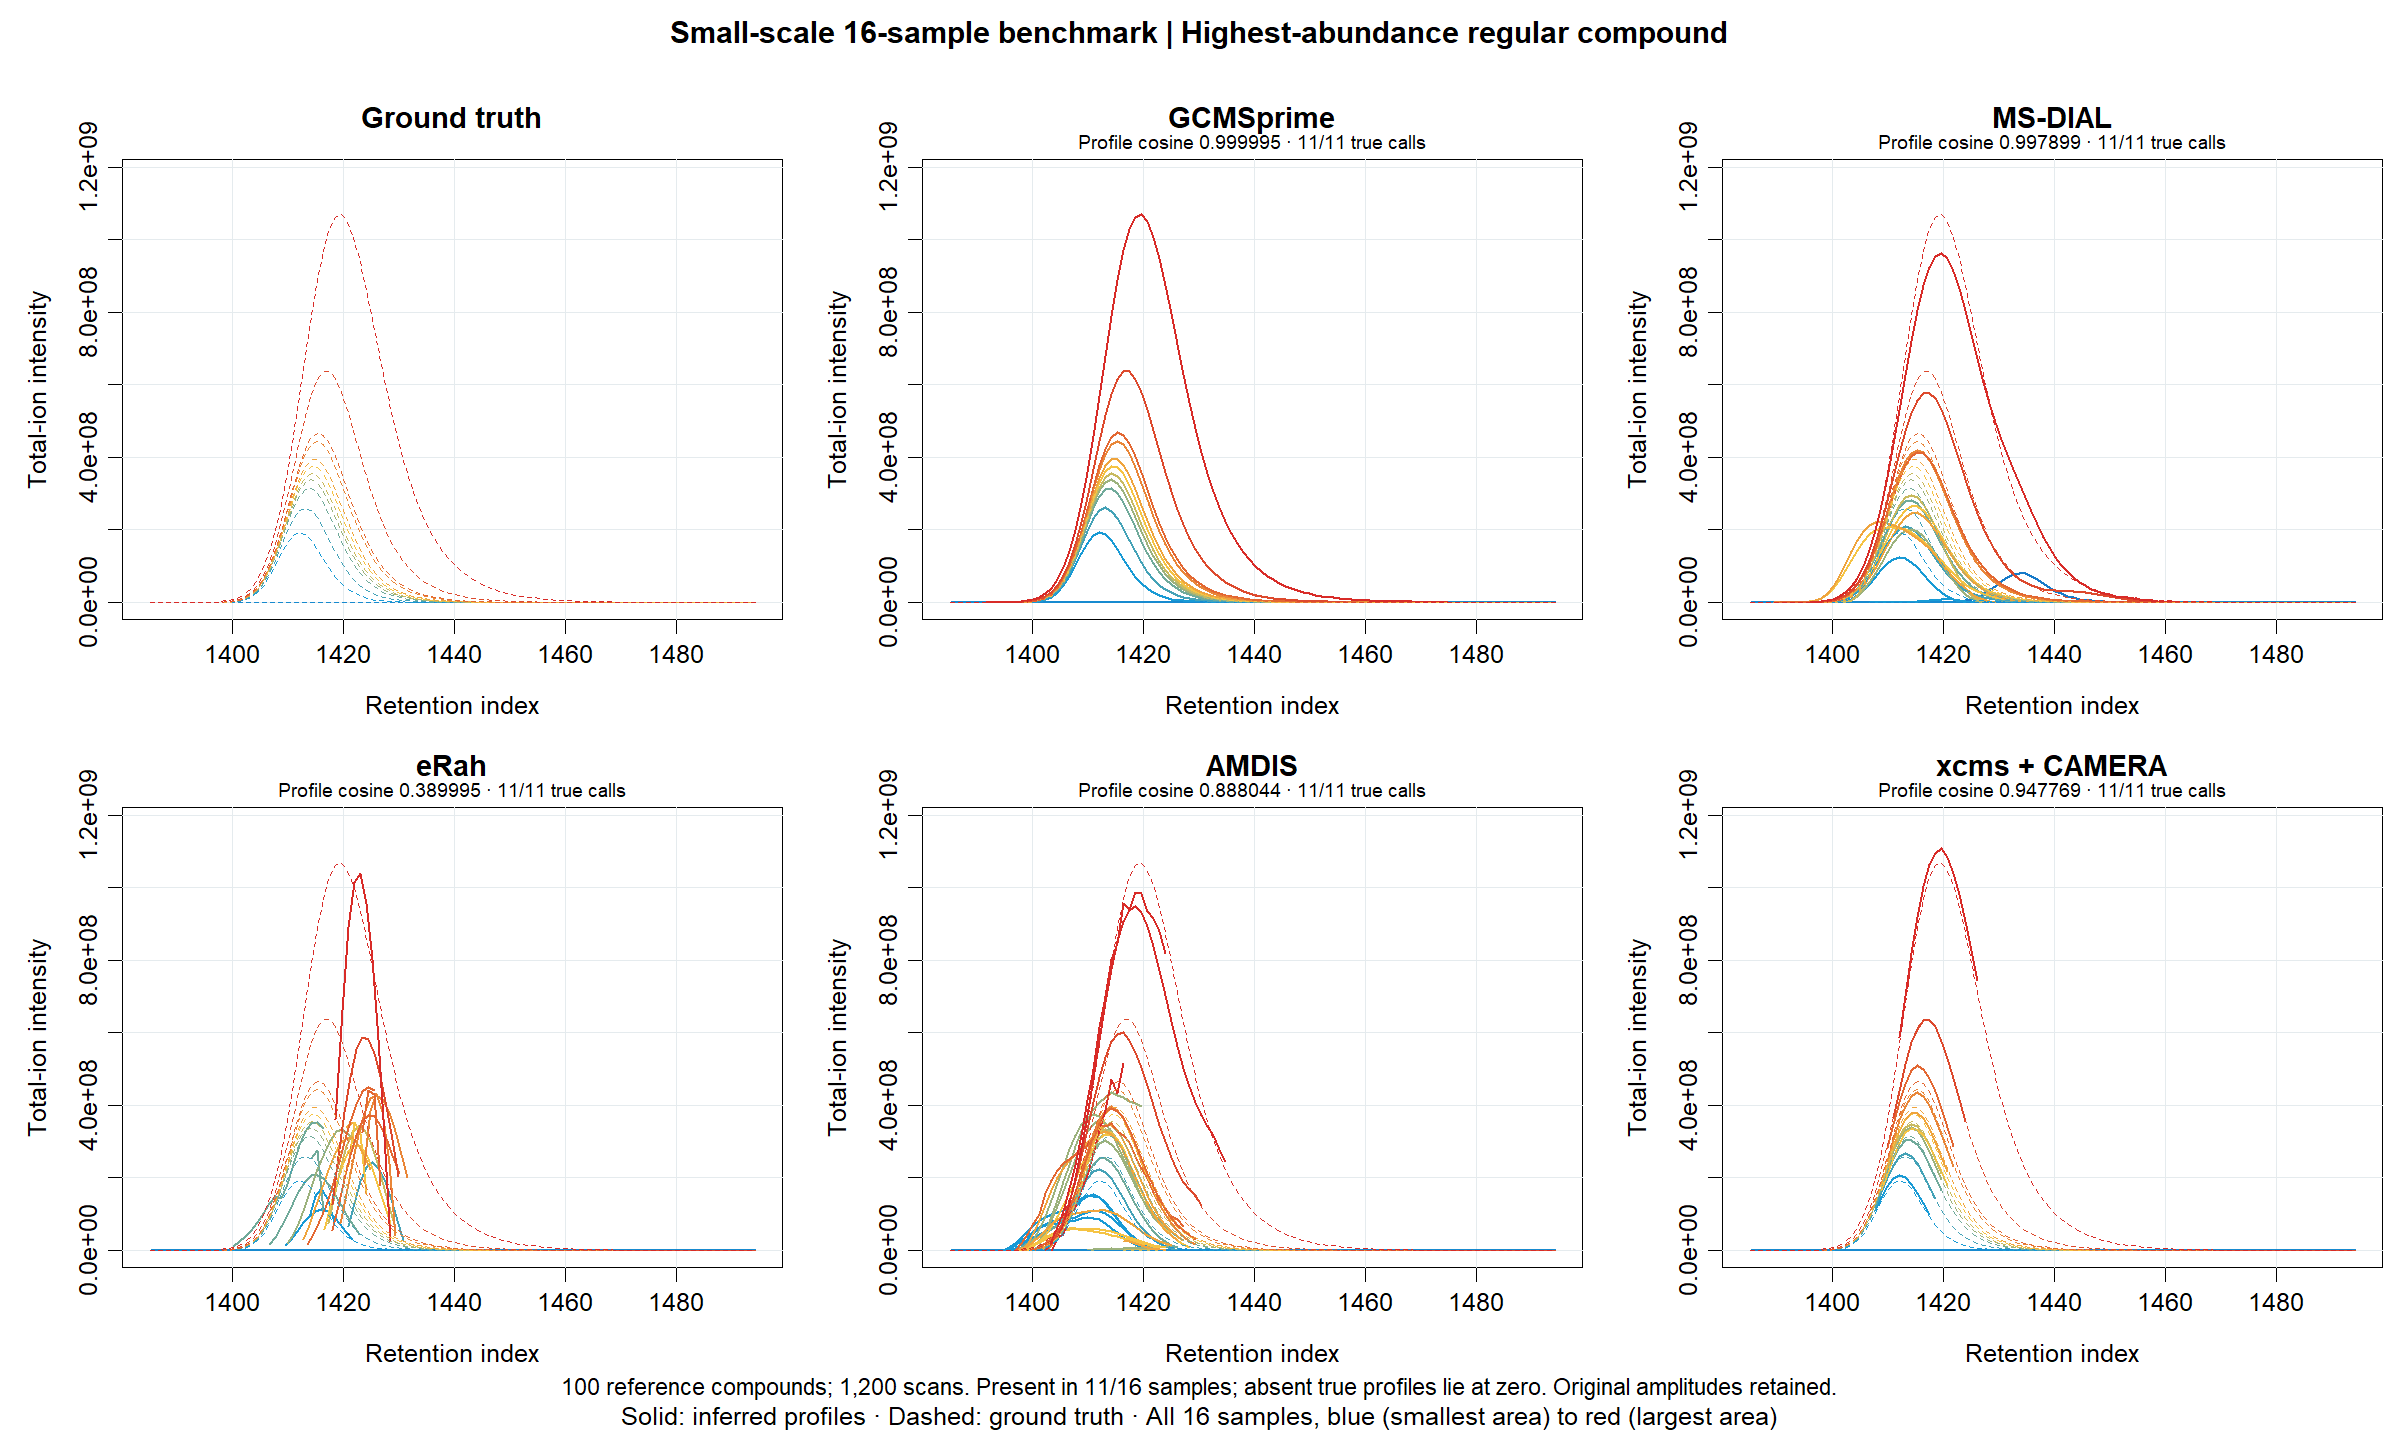 Small-scale 16-sample benchmark | Highest-abundance regular compound
Ground truth
Total-ion intensity
0.0e+00 4.0e+08 8.0e+08 1.2e+09
1400 1420 1440 1460 1480
Retention index
GCMSprime
Profile cosine 0.999995 · 11/11 true calls
Total-ion intensity
0.0e+00 4.0e+08 8.0e+08 1.2e+09
1400 1420 1440 1460 1480
Retention index
MS-DIAL
Profile cosine 0.997899 · 11/11 true calls
Total-ion intensity
0.0e+00 4.0e+08 8.0e+08 1.2e+09
1400 1420 1440 1460 1480
Retention index
eRah
Profile cosine 0.389995 · 11/11 true calls
Total-ion intensity
0.0e+00 4.0e+08 8.0e+08 1.2e+09
1400 1420 1440 1460 1480
Retention index
AMDIS
Profile cosine 0.888044 · 11/11 true calls
Total-ion intensity
0.0e+00 4.0e+08 8.0e+08 1.2e+09
1400 1420 1440 1460 1480
Retention index
xcms + CAMERA
Profile cosine 0.947769 · 11/11 true calls
Total-ion intensity
0.0e+00 4.0e+08 8.0e+08 1.2e+09
1400 1420 1440 1460 1480
Retention index
100 reference compounds; 1,200 scans. Present in 11/16 samples; absent true profiles lie at zero. Original amplitudes retained.
Solid: inferred profiles · Dashed: ground truth · All 16 samples, blue (smallest area) to red (largest area)